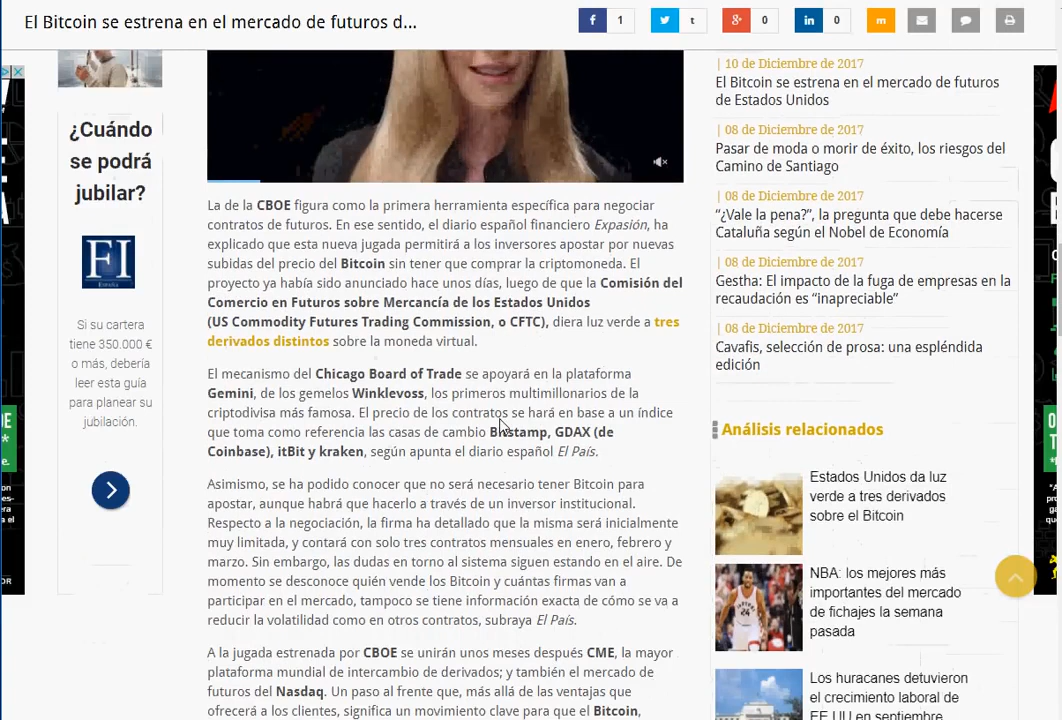 El Bitcoin se estrena en el mercado de futuros d...
1
t
0
0
m
¿Cuándo
se podrá
jubilar?
FI
España
Si su cartera
tiene 350.000 €
o más, debería
leer esta guía
para planear su
jubilación.
La de la CBOE figura como la primera herramienta específica para negociar
contratos de futuros. En ese sentido, el diario español financiero Expasión, ha
explicado que esta nueva jugada permitirá a los inversores apostar por nuevas
subidas del precio del Bitcoin sin tener que comprar la criptomoneda. El
proyecto ya había sido anunciado hace unos días, luego de que la Comisión del
Comercio en Futuros sobre Mercancía de los Estados Unidos
(US Commodity Futures Trading Commission, o CFTC), diera luz verde a tres
derivados distintos sobre la moneda virtual.
El mecanismo del Chicago Board of Trade se apoyará en la plataforma
Gemini, de los gemelos Winklevoss, los primeros multimillonarios de la
criptodivisa más famosa. El precio de los contratos se hará en base a un índice
que toma como referencia las casas de cambio Bitstamp, GDAX (de
Coinbase), itBit y kraken, según apunta el diario español El País.
Asimismo, se ha podido conocer que no será necesario tener Bitcoin para
apostar, aunque habrá que hacerlo a través de un inversor institucional.
Respecto a la negociación, la firma ha detallado que la misma será inicialmente
muy limitada, y contará con solo tres contratos mensuales en enero, febrero y
marzo. Sin embargo, las dudas en torno al sistema siguen estando en el aire. De
momento se desconoce quién vende los Bitcoin y cuántas firmas van a
participar en el mercado, tampoco se tiene información exacta de cómo se va a
reducir la volatilidad como en otros contratos, subraya El País.
A la jugada estrenada por CBOE se unirán unos meses después CME, la mayor
plataforma mundial de intercambio de derivados; y también el mercado de
futuros del Nasdaq. Un paso al frente que, más allá de las ventajas que
ofrecerá a los clientes, significa un movimiento clave para que el Bitcoin,
| 10 de Diciembre de 2017
El Bitcoin se estrena en el mercado de futuros
de Estados Unidos
| 08 de Diciembre de 2017
Pasar de moda o morir de éxito, los riesgos del
Camino de Santiago
| 08 de Diciembre de 2017
“¿Vale la pena?”, la pregunta que debe hacerse
Cataluña según el Nobel de Economía
| 08 de Diciembre de 2017
Gestha: El impacto de la fuga de empresas en la
recaudación es “inapreciable”
| 08 de Diciembre de 2017
Cavafis, selección de prosa: una espléndida
edición
Análisis relacionados
Estados Unidos da luz
verde a tres derivados
sobre el Bitcoin
NBA: los mejores más
importantes del mercado
de fichajes la semana
pasada
Los huracanes detuvieron
el crecimiento laboral de
EE.UU en septiembre